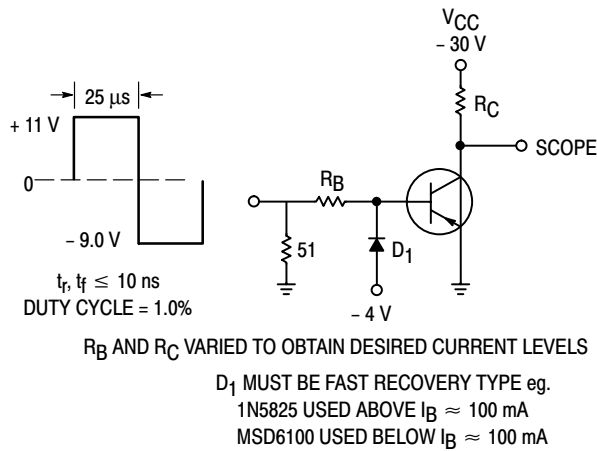 V_CC
– 30 V
25 μs
R_C
+ 11 V
SCOPE
0
R_B
– 9.0 V
51
D_1
t_r, t_f ≤ 10 ns
DUTY CYCLE = 1.0%
– 4 V
R_B AND R_C VARIED TO OBTAIN DESIRED CURRENT LEVELS
D_1 MUST BE FAST RECOVERY TYPE eg.
1N5825 USED ABOVE I_B ≈ 100 mA
MSD6100 USED BELOW I_B ≈ 100 mA